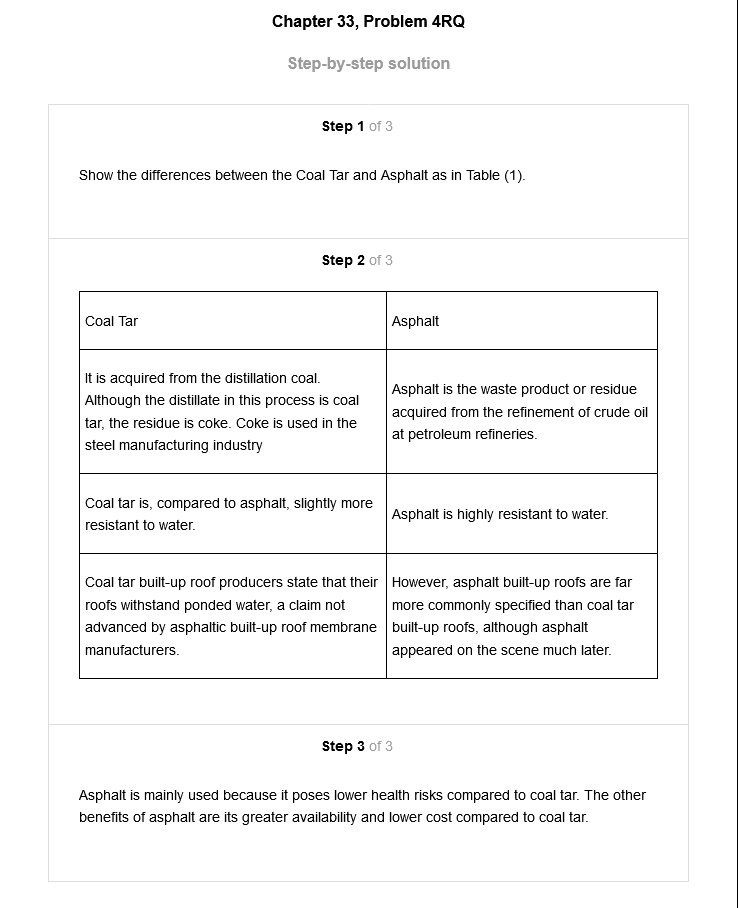 Chapter 33, Problem 4RQ
Step-by-step solution
Step 1 of 3
Show the differences between the Coal Tar and Asphalt as in Table (1).
Step 2 of 3
Coal Tar
Asphalt
It is acquired from the distillation coal.
Although the distillate in this process is coal
tar, the residue is coke. Coke is used in the
steel manufacturing industry
Asphalt is the waste product or residue
acquired from the refinement of crude oil
at petroleum refineries.
Coal tar is, compared to asphalt, slightly more
resistant to water.
Asphalt is highly resistant to water.
Coal tar built-up roof producers state that their
roofs withstand ponded water, a claim not
advanced by asphaltic built-up roof membrane
manufacturers.
However, asphalt built-up roofs are far
more commonly specified than coal tar
built-up roofs, although asphalt
appeared on the scene much later.
Step 3 of 3
Asphalt is mainly used because it poses lower health risks compared to coal tar. The other
benefits of asphalt are its greater availability and lower cost compared to coal tar.